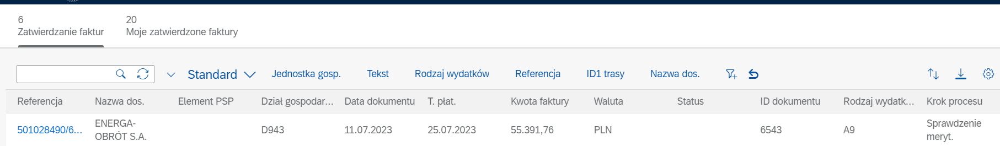 6
Zatwierdzanie faktur
20
Moje zatwierdzone faktury
Standard
Jednostka gosp.
Tekst
Rodzaj wydatków
Referencja
ID1 trasy
Nazwa dos.
Referencja
Nazwa dos.
Element PSP
Dział gospodar...
Data dokumentu
T. płat.
Kwota faktury
Waluta
Status
ID dokumentu
Rodzaj wydatk...
Krok procesu
501028490/6...
ENERGA-
OBRÓT S.A.
D943
11.07.2023
25.07.2023
55.391,76
PLN
6543
A9
Sprawdzenie
meryt.